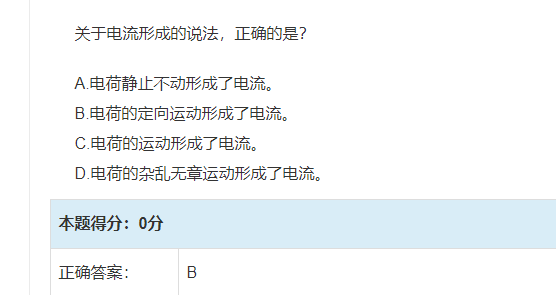 关于电流形成的说法，正确的是？
A.电荷静止不动形成了电流。
B.电荷的定向运动形成了电流。
C.电荷的运动形成了电流。
D.电荷的杂乱无章运动形成了电流。
本题得分：0分
正确答案： B